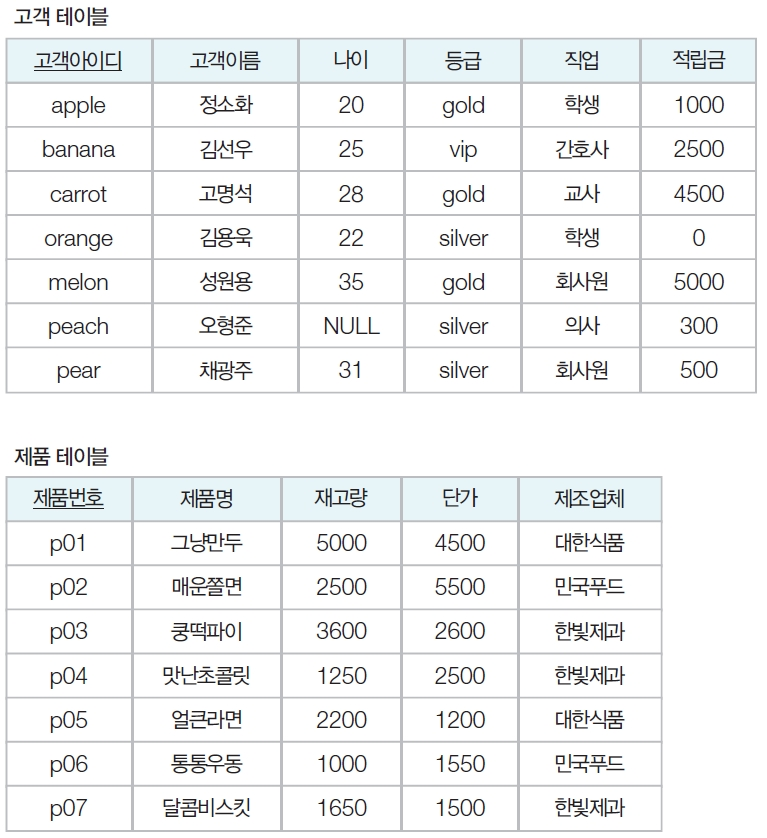 고객 테이블
고객아이디 고객이름 나이 등급 직업 적립금
apple 정소화 20 gold 학생 1000
banana 김선우 25 vip 간호사 2500
carrot 고명석 28 gold 교사 4500
orange 김용욱 22 silver 학생 0
melon 성원용 35 gold 회사원 5000
peach 오형준 NULL silver 의사 300
pear 채광주 31 silver 회사원 500
제품 테이블
제품번호 제품명 재고량 단가 제조업체
p01 그냥만두 5000 4500 대한식품
p02 매운쫄면 2500 5500 민국푸드
p03 쿵떡파이 3600 2600 한빛제과
p04 맛난초콜릿 1250 2500 한빛제과
p05 얼큰라면 2200 1200 대한식품
p06 통통우동 1000 1550 민국푸드
p07 달콤비스킷 1650 1500 한빛제과